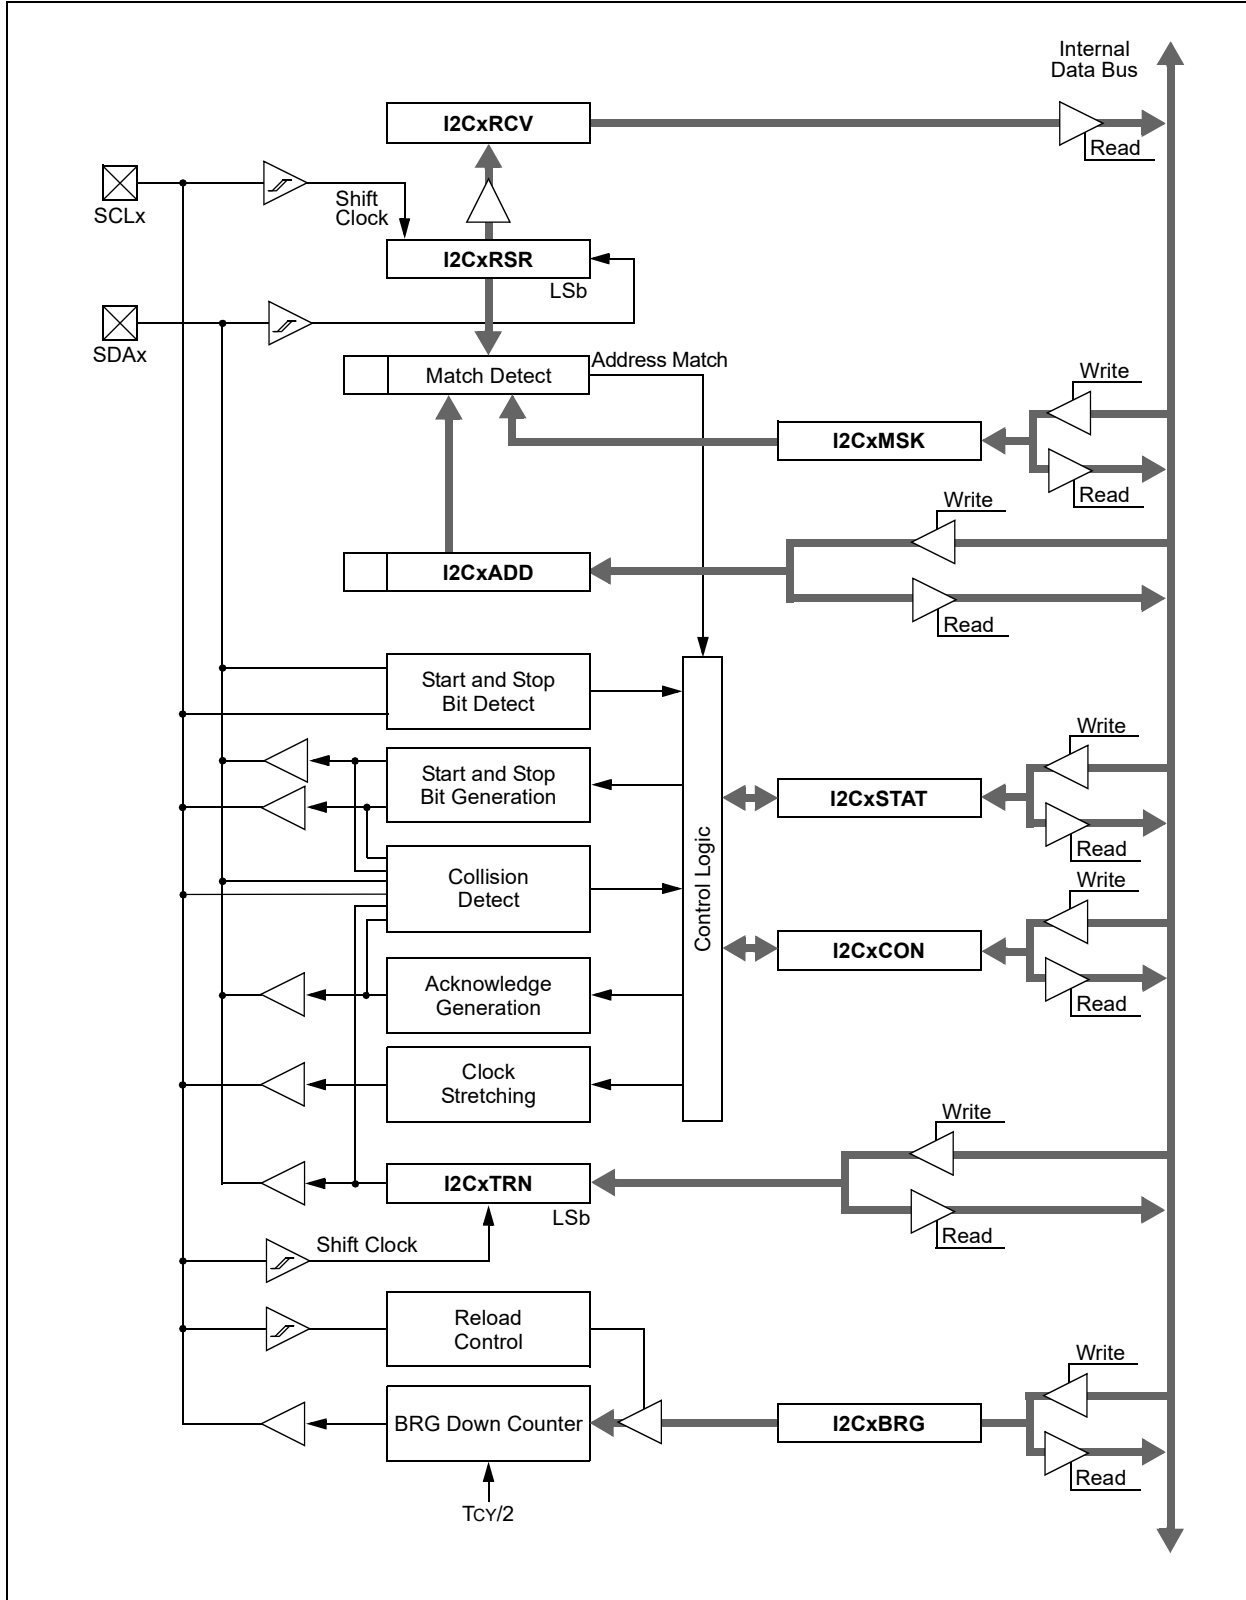 Internal
Data Bus
I2CxRCV
Read
SCLx
Shift
Clock
I2CxRSR
LSb
SDAx
Address Match
Match Detect
Write
I2CxMSK
Read
Write
I2CxADD
Read
Start and Stop
Bit Detect
Write
Start and Stop
Bit Generation
I2CxSTAT
Read
Control Logic
Collision
Detect
Write
I2CxCON
Read
Acknowledge
Generation
Clock
Stretching
Write
I2CxTRN
LSb
Read
Shift Clock
Reload
Control
Write
BRG Down Counter
I2CxBRG
Read
TCY/2